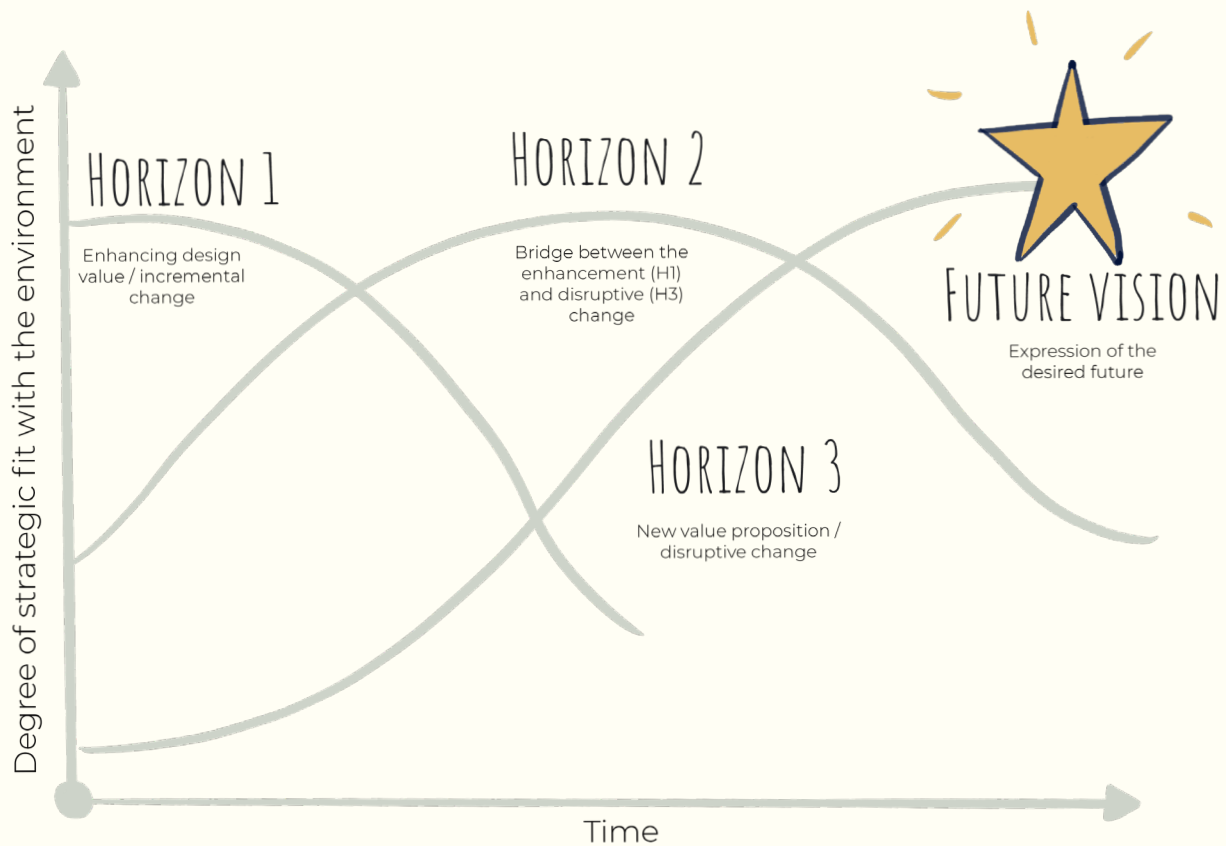 Degree of strategic fit with the environment
Horizon 1
Enhancing design
value / incremental
change
Horizon 2
Bridge between the
enhancement (H1)
and disruptive (H3)
change
Future vision
Expression of the
desired future
Horizon 3
New value proposition /
disruptive change
Time